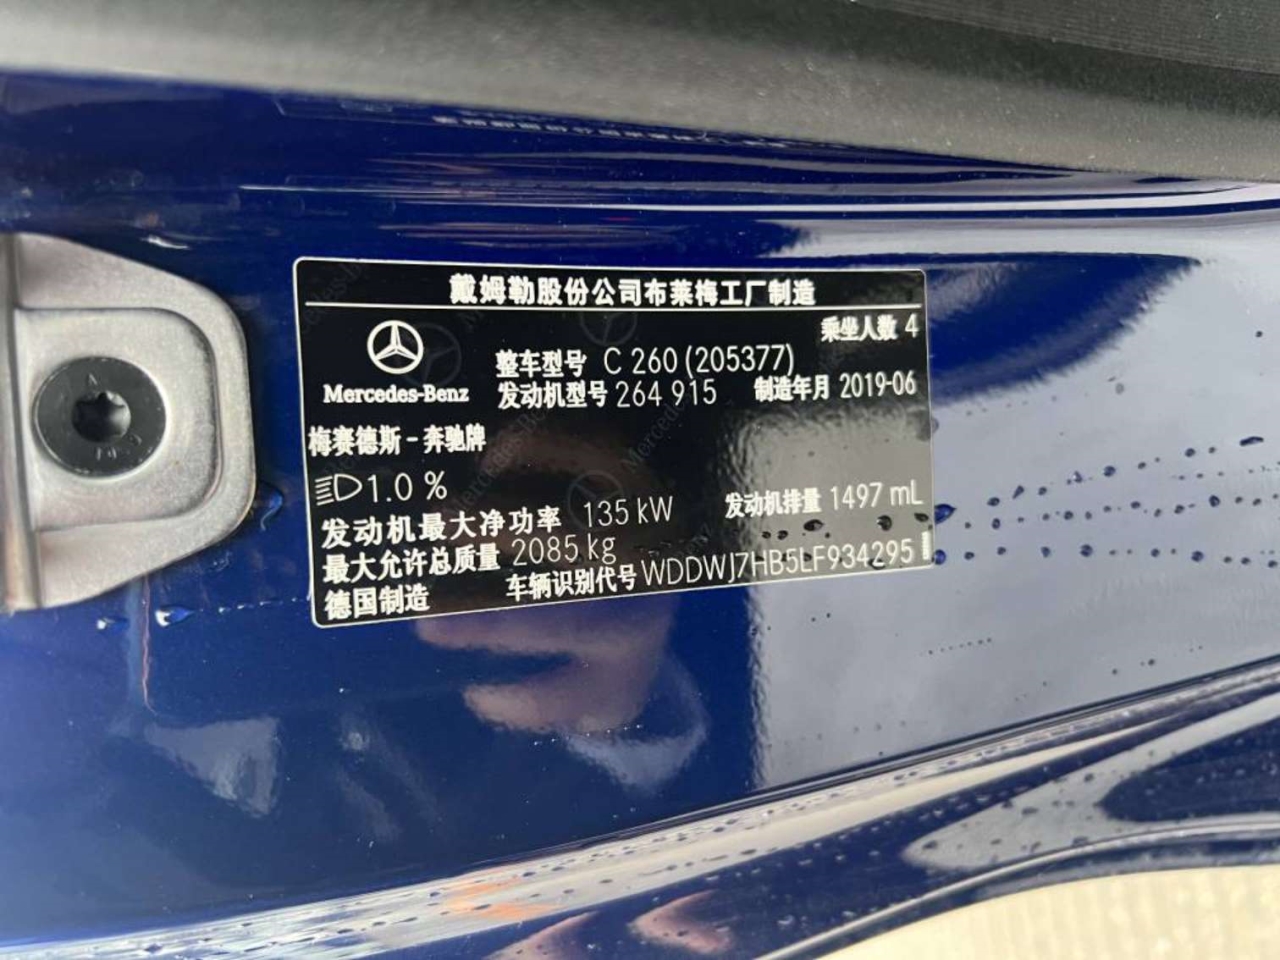 戴姆勒股份公司布莱梅工厂制造
乘坐人数 4
Mercedes-Benz
整车型号 C 260 (205377)
发动机型号 264 915 制造年月 2019-06
梅赛德斯-奔驰牌
1.0 %
发动机最大净功率 135 kW 发动机排量 1497 mL
最大允许总质量 2085 kg
德国制造 车辆识别代号 WDDWJ7HB5LF934295